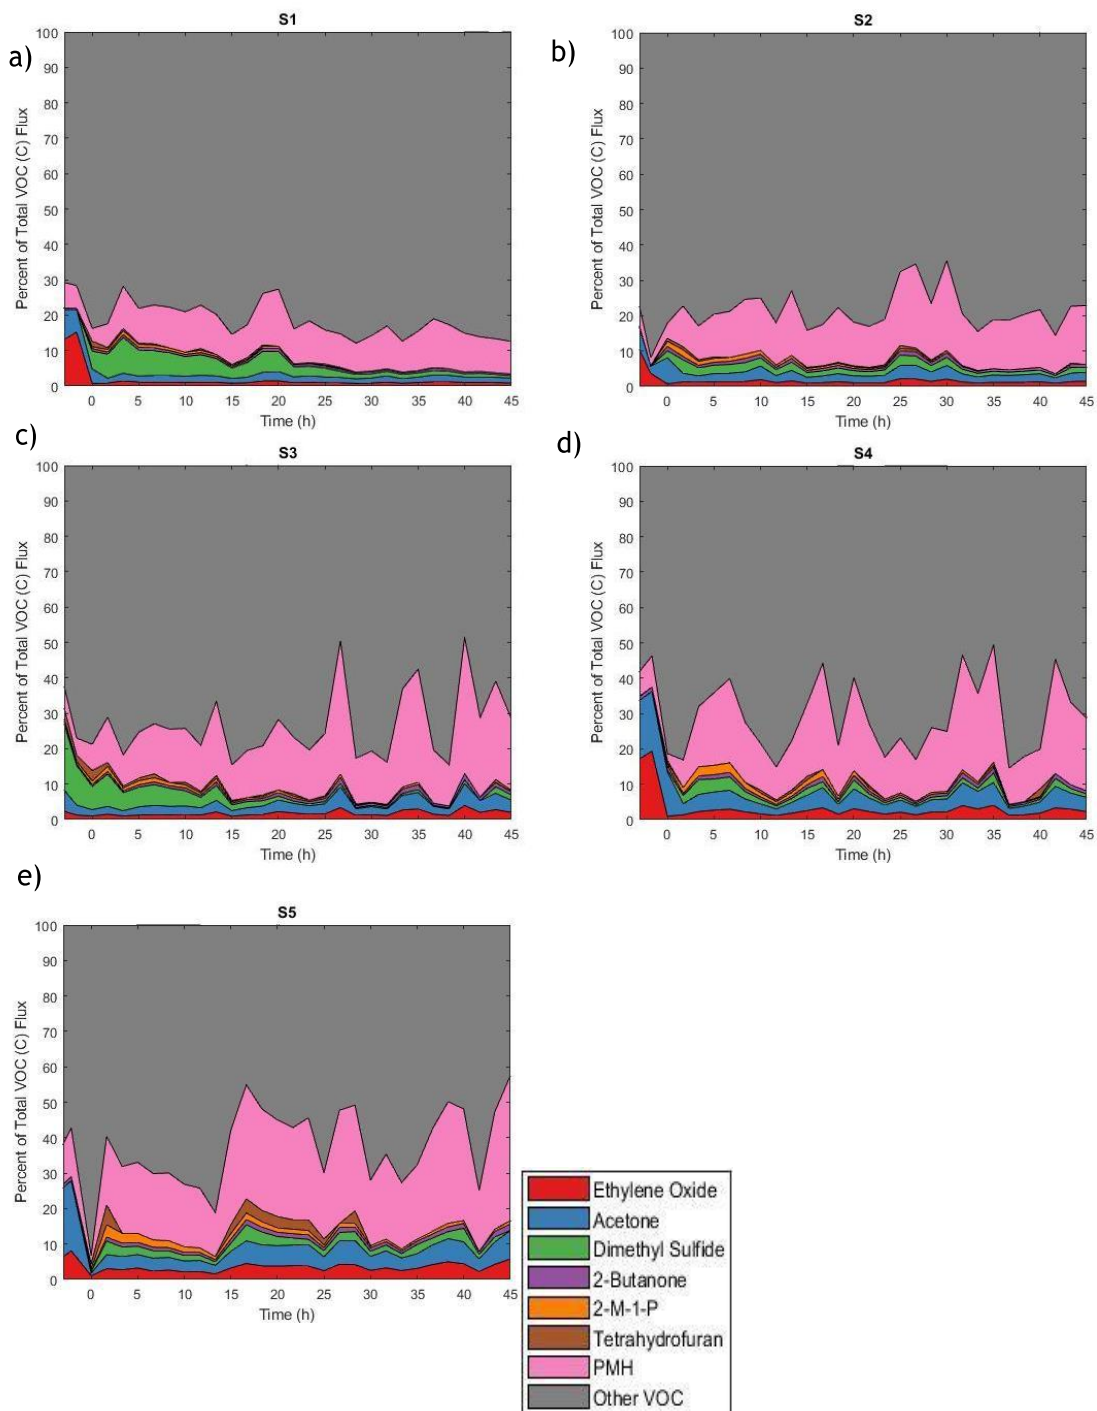 a)
S1
Percent of Total VOC (C) Flux
100
90
80
70
60
50
40
30
20
10
0
0 5 10 15 20 25 30 35 40 45
Time (h)
b)
S2
Percent of Total VOC (C) Flux
100
90
80
70
60
50
40
30
20
10
0
0 5 10 15 20 25 30 35 40 45
Time (h)
c)
S3
Percent of Total VOC (C) Flux
100
90
80
70
60
50
40
30
20
10
0
0 5 10 15 20 25 30 35 40 45
Time (h)
d)
S4
Percent of Total VOC (C) Flux
100
90
80
70
60
50
40
30
20
10
0
0 5 10 15 20 25 30 35 40 45
Time (h)
e)
S5
Percent of Total VOC (C) Flux
100
90
80
70
60
50
40
30
20
10
0
0 5 10 15 20 25 30 35 40 45
Time (h)
Ethylene Oxide
Acetone
Dimethyl Sulfide
2-Butanone
2-M-1-P
Tetrahydrofuran
PMH
Other VOC